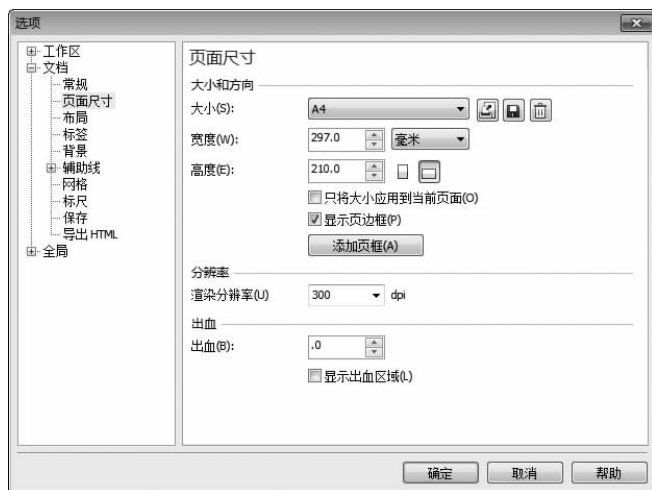 选项
工作区
文档
常规
页面尺寸
布局
标签
背景
辅助线
网格
标尺
保存
导出 HTML
全局
页面尺寸
大小和方向
大小(S): A4
宽度(W): 297.0 毫米
高度(E): 210.0
只将大小应用到当前页面(O)
显示页边框(P)
添加页框(A)
分辨率
渲染分辨率(U) 300 dpi
出血
出血(B): .0
显示出血区域(L)
确定 取消 帮助